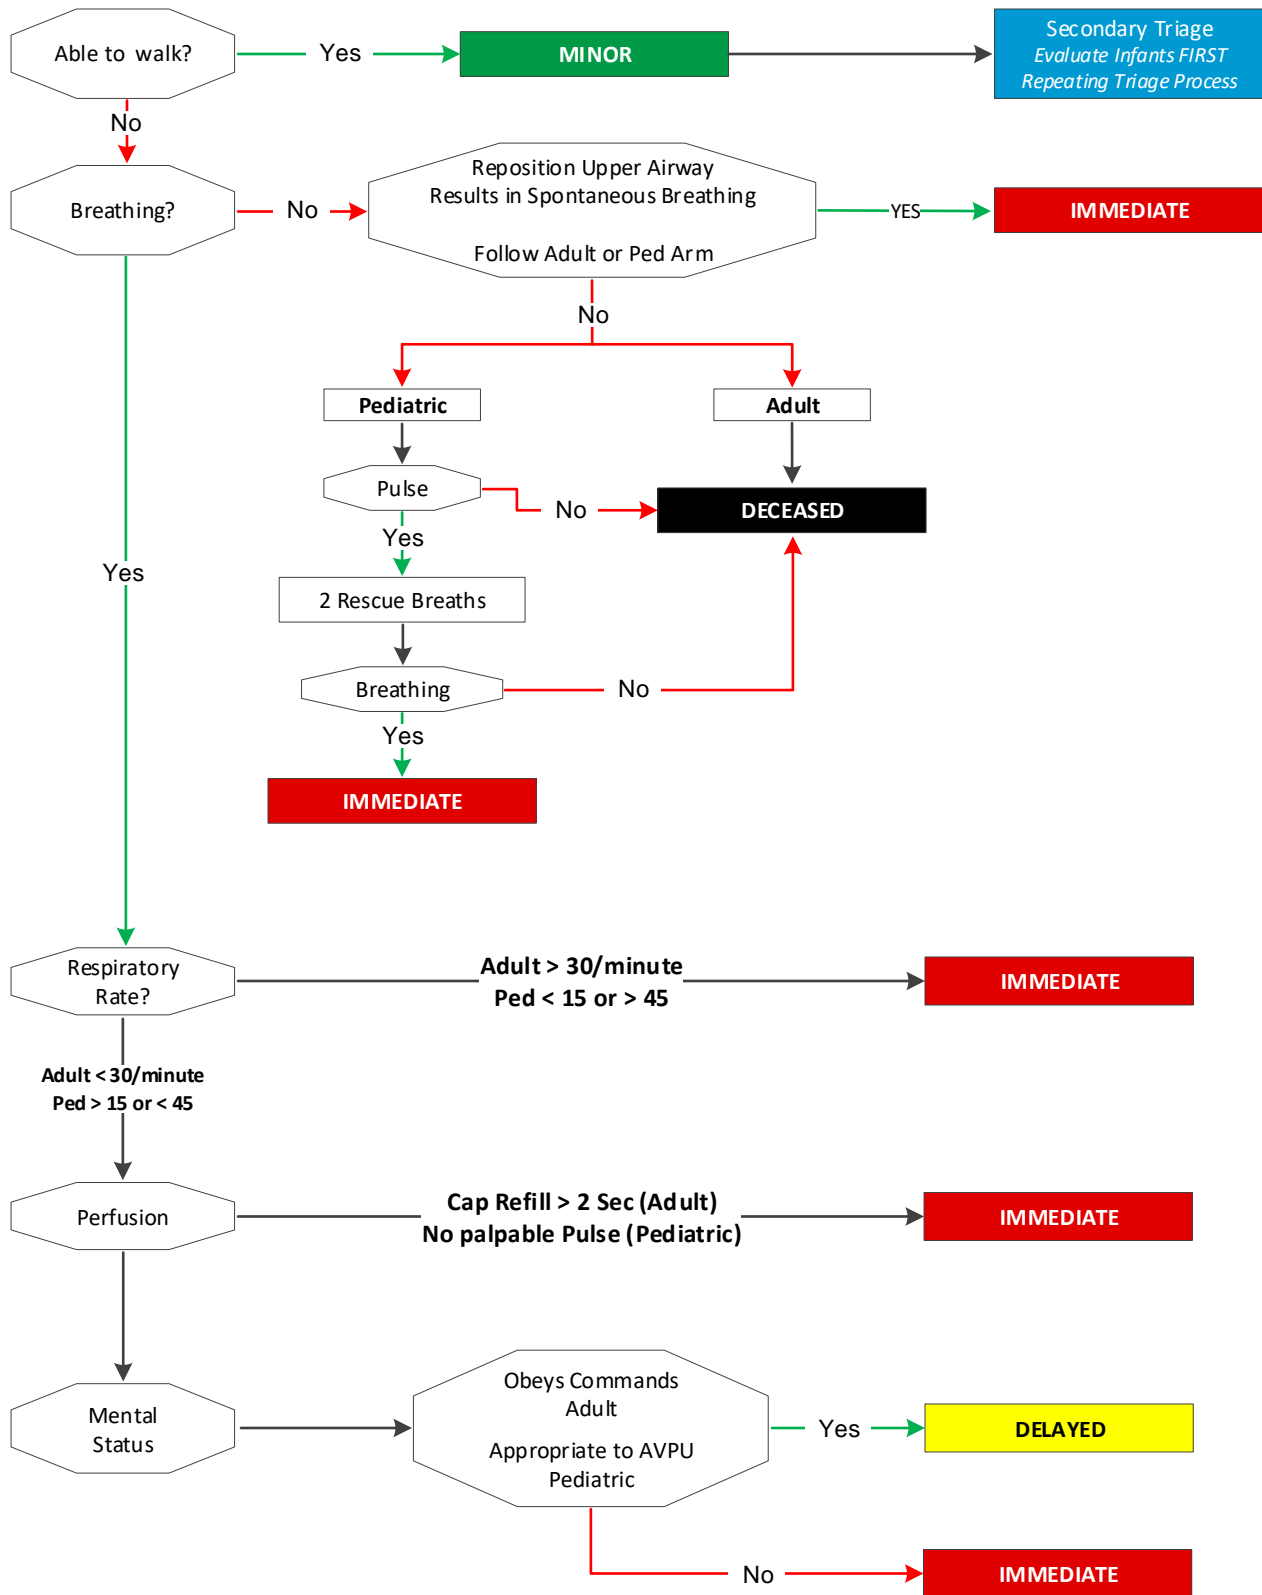 Able to walk?
Yes
MINOR
Secondary Triage
Evaluate Infants FIRST
Repeating Triage Process
No
Breathing?
No
Reposition Upper Airway
Results in Spontaneous Breathing
Follow Adult or Ped Arm
YES
IMMEDIATE
No
Pediatric
Adult
Pulse
No
DECEASED
Yes
2 Rescue Breaths
Yes
Breathing
No
Yes
IMMEDIATE
Respiratory
Rate?
Adult > 30/minute
Ped < 15 or > 45
IMMEDIATE
Adult < 30/minute
Ped > 15 or < 45
Perfusion
Cap Refill > 2 Sec (Adult)
No palpable Pulse (Pediatric)
IMMEDIATE
Mental
Status
Obeys Commands
Adult
Appropriate to AVPU
Pediatric
Yes
DELAYED
No
IMMEDIATE